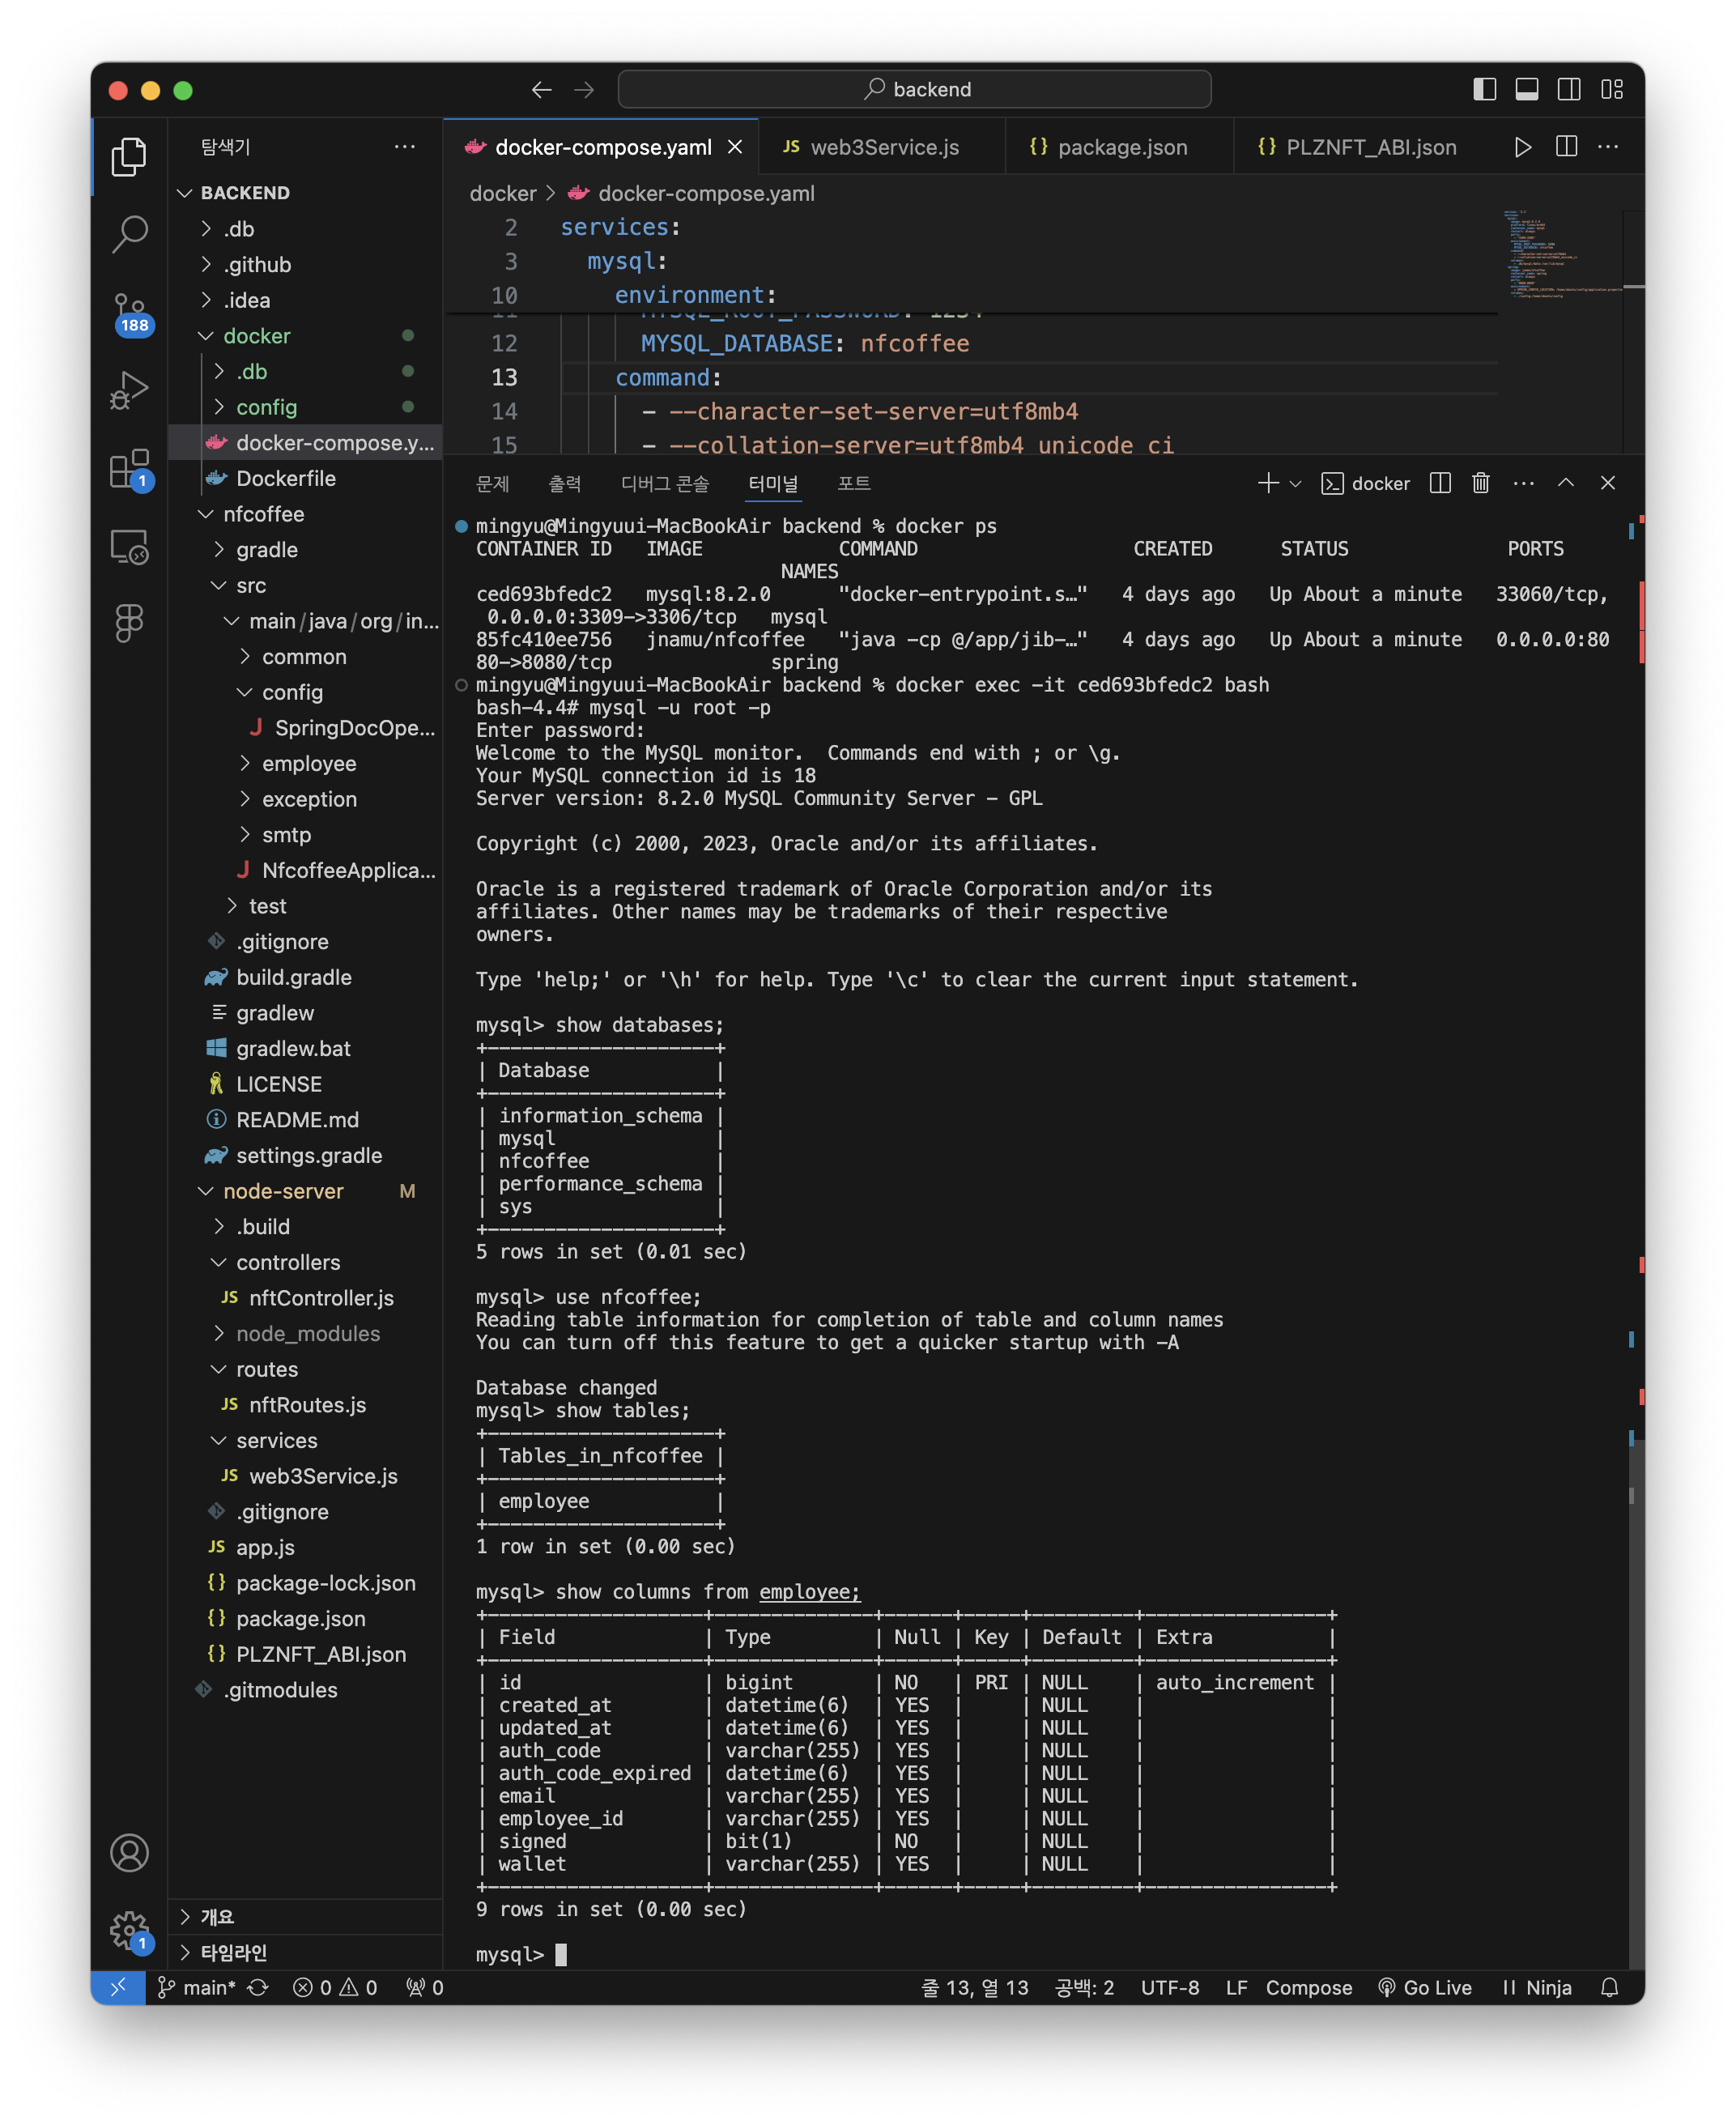 backend
탐색기
BACKEND
.db
.github
.idea
docker
.db
config
docker-compose.y...
Dockerfile
nfcoffee
gradle
src
main/java/org/in...
common
config
SpringDocOpe...
employee
exception
smtp
NfcoffeeApplica...
test
.gitignore
build.gradle
gradlew
gradlew.bat
LICENSE
README.md
settings.gradle
node-server M
.build
controllers
nftController.js
node_modules
routes
nftRoutes.js
services
web3Service.js
.gitignore
app.js
package-lock.json
package.json
PLZNFT_ABI.json
.gitmodules
개요
타임라인
188
1
1
docker-compose.yaml
JS web3Service.js
{} package.json
{} PLZNFT_ABI.json
docker > docker-compose.yaml
2 services:
3 mysql:
10 environment:
11 MYSQL_ROOT_PASSWORD: 1234
12 MYSQL_DATABASE: nfcoffee
13 command:
14 - --character-set-server=utf8mb4
15 - --collation-server=utf8mb4_unicode_ci
문제 출력 디버그 콘솔 터미널 포트
docker
mingyu@Mingyuui-MacBookAir backend % docker ps
CONTAINER ID   IMAGE            COMMAND                   CREATED      STATUS              PORTS
                           NAMES
ced693bfedc2   mysql:8.2.0      "docker-entrypoint.s…"   4 days ago   Up About a minute   33060/tcp,
 0.0.0.0:3309->3306/tcp   mysql
85fc410ee756   jnamu/nfcoffee   "java -cp @/app/jib-…"   4 days ago   Up About a minute   0.0.0.0:80
80->8080/tcp              spring
mingyu@Mingyuui-MacBookAir backend % docker exec -it ced693bfedc2 bash
bash-4.4# mysql -u root -p
Enter password:
Welcome to the MySQL monitor.  Commands end with ; or \g.
Your MySQL connection id is 18
Server version: 8.2.0 MySQL Community Server - GPL
Copyright (c) 2000, 2023, Oracle and/or its affiliates.
Oracle is a registered trademark of Oracle Corporation and/or its
affiliates. Other names may be trademarks of their respective
owners.
Type 'help;' or '\h' for help. Type '\c' to clear the current input statement.
mysql> show databases;
+--------------------+
| Database           |
+--------------------+
| information_schema |
| mysql              |
| nfcoffee           |
| performance_schema |
| sys                |
+--------------------+
5 rows in set (0.01 sec)
mysql> use nfcoffee;
Reading table information for completion of table and column names
You can turn off this feature to get a quicker startup with -A
Database changed
mysql> show tables;
+--------------------+
| Tables_in_nfcoffee |
+--------------------+
| employee           |
+--------------------+
1 row in set (0.00 sec)
mysql> show columns from employee;
+-------------------+--------------+------+-----+---------+----------------+
| Field             | Type         | Null | Key | Default | Extra          |
+-------------------+--------------+------+-----+---------+----------------+
| id                | bigint       | NO   | PRI | NULL    | auto_increment |
| created_at        | datetime(6)  | YES  |     | NULL    |                |
| updated_at        | datetime(6)  | YES  |     | NULL    |                |
| auth_code         | varchar(255) | YES  |     | NULL    |                |
| auth_code_expired | datetime(6)  | YES  |     | NULL    |                |
| email             | varchar(255) | YES  |     | NULL    |                |
| employee_id       | varchar(255) | YES  |     | NULL    |                |
| signed            | bit(1)       | NO   |     | NULL    |                |
| wallet            | varchar(255) | YES  |     | NULL    |                |
+-------------------+--------------+------+-----+---------+----------------+
9 rows in set (0.00 sec)
mysql>
main* 0 0 0 줄 13, 열 13 공백: 2 UTF-8 LF Compose Go Live Ninja